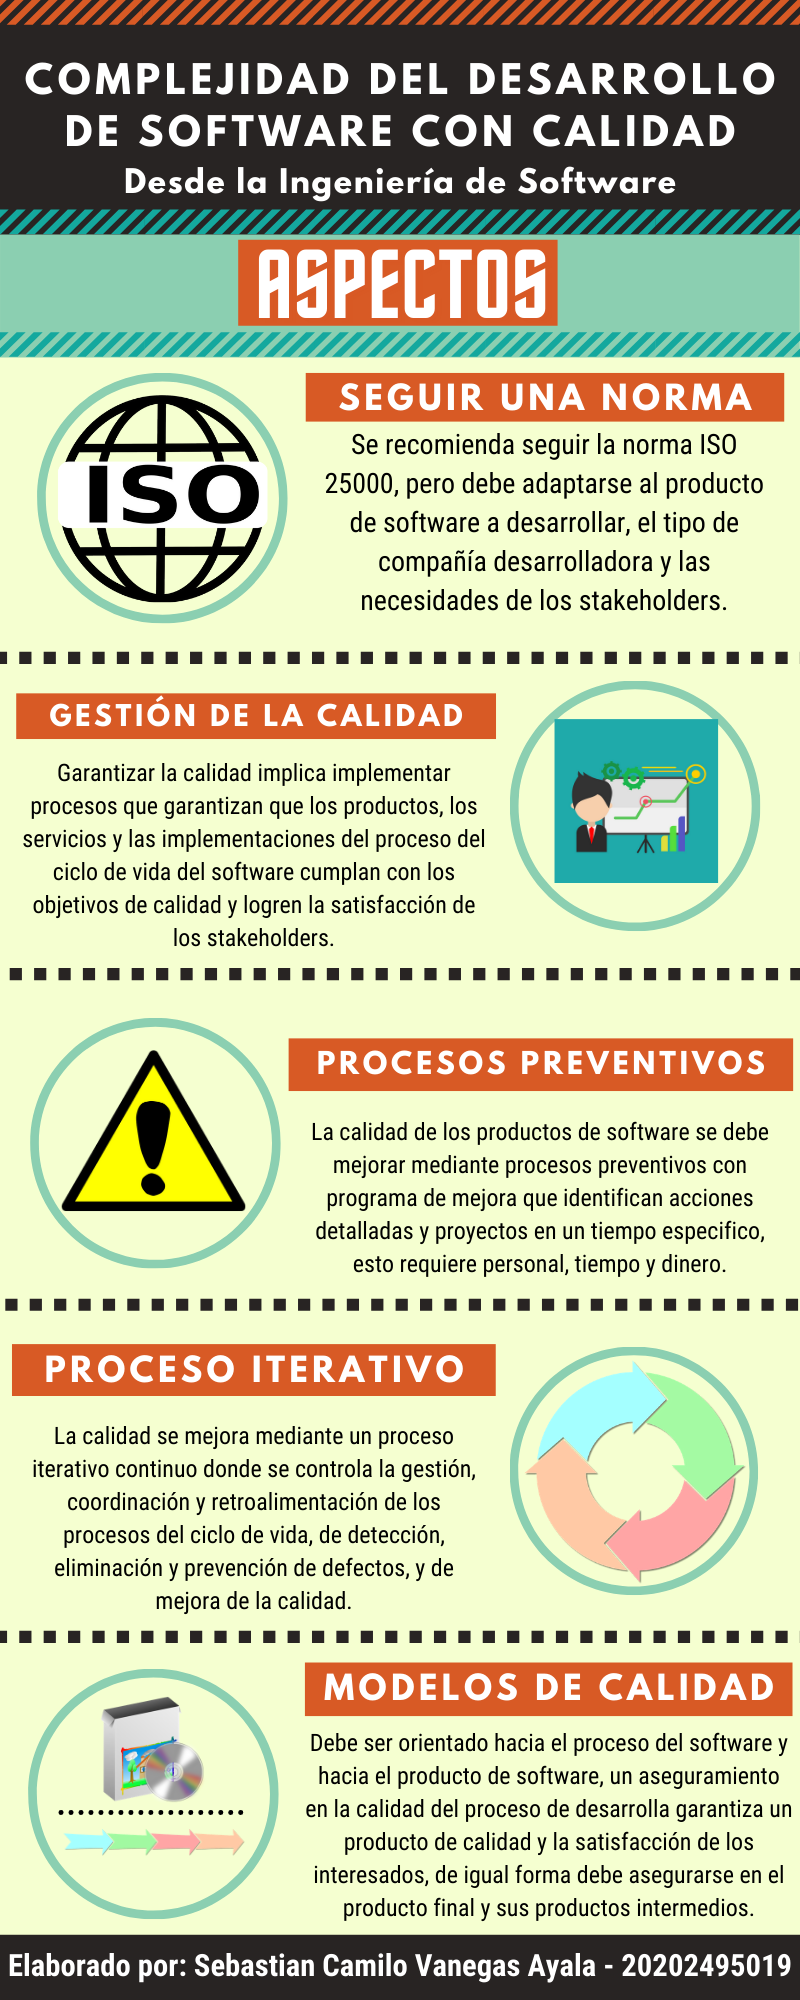 COMPLEJIDAD DEL DESARROLLO
DE SOFTWARE CON CALIDAD
Desde la Ingeniería de Software
ASPECTOS
ISO
SEGUIR UNA NORMA
Se recomienda seguir la norma ISO
25000, pero debe adaptarse al producto
de software a desarrollar, el tipo de
compañía desarrolladora y las
necesidades de los stakeholders.
GESTIÓN DE LA CALIDAD
Garantizar la calidad implica implementar
procesos que garantizan que los productos, los
servicios y las implementaciones del proceso del
ciclo de vida del software cumplan con los
objetivos de calidad y logren la satisfacción de
los stakeholders.
PROCESOS PREVENTIVOS
La calidad de los productos de software se debe
mejorar mediante procesos preventivos con
programa de mejora que identifican acciones
detalladas y proyectos en un tiempo especifico,
esto requiere personal, tiempo y dinero.
PROCESO ITERATIVO
La calidad se mejora mediante un proceso
iterativo continuo donde se controla la gestión,
coordinación y retroalimentación de los
procesos del ciclo de vida, de detección,
eliminación y prevención de defectos, y de
mejora de la calidad.
MODELOS DE CALIDAD
Debe ser orientado hacia el proceso del software y
hacia el producto de software, un aseguramiento
en la calidad del proceso de desarrolla garantiza un
producto de calidad y la satisfacción de los
interesados, de igual forma debe asegurarse en el
producto final y sus productos intermedios.
Elaborado por: Sebastian Camilo Vanegas Ayala - 20202495019